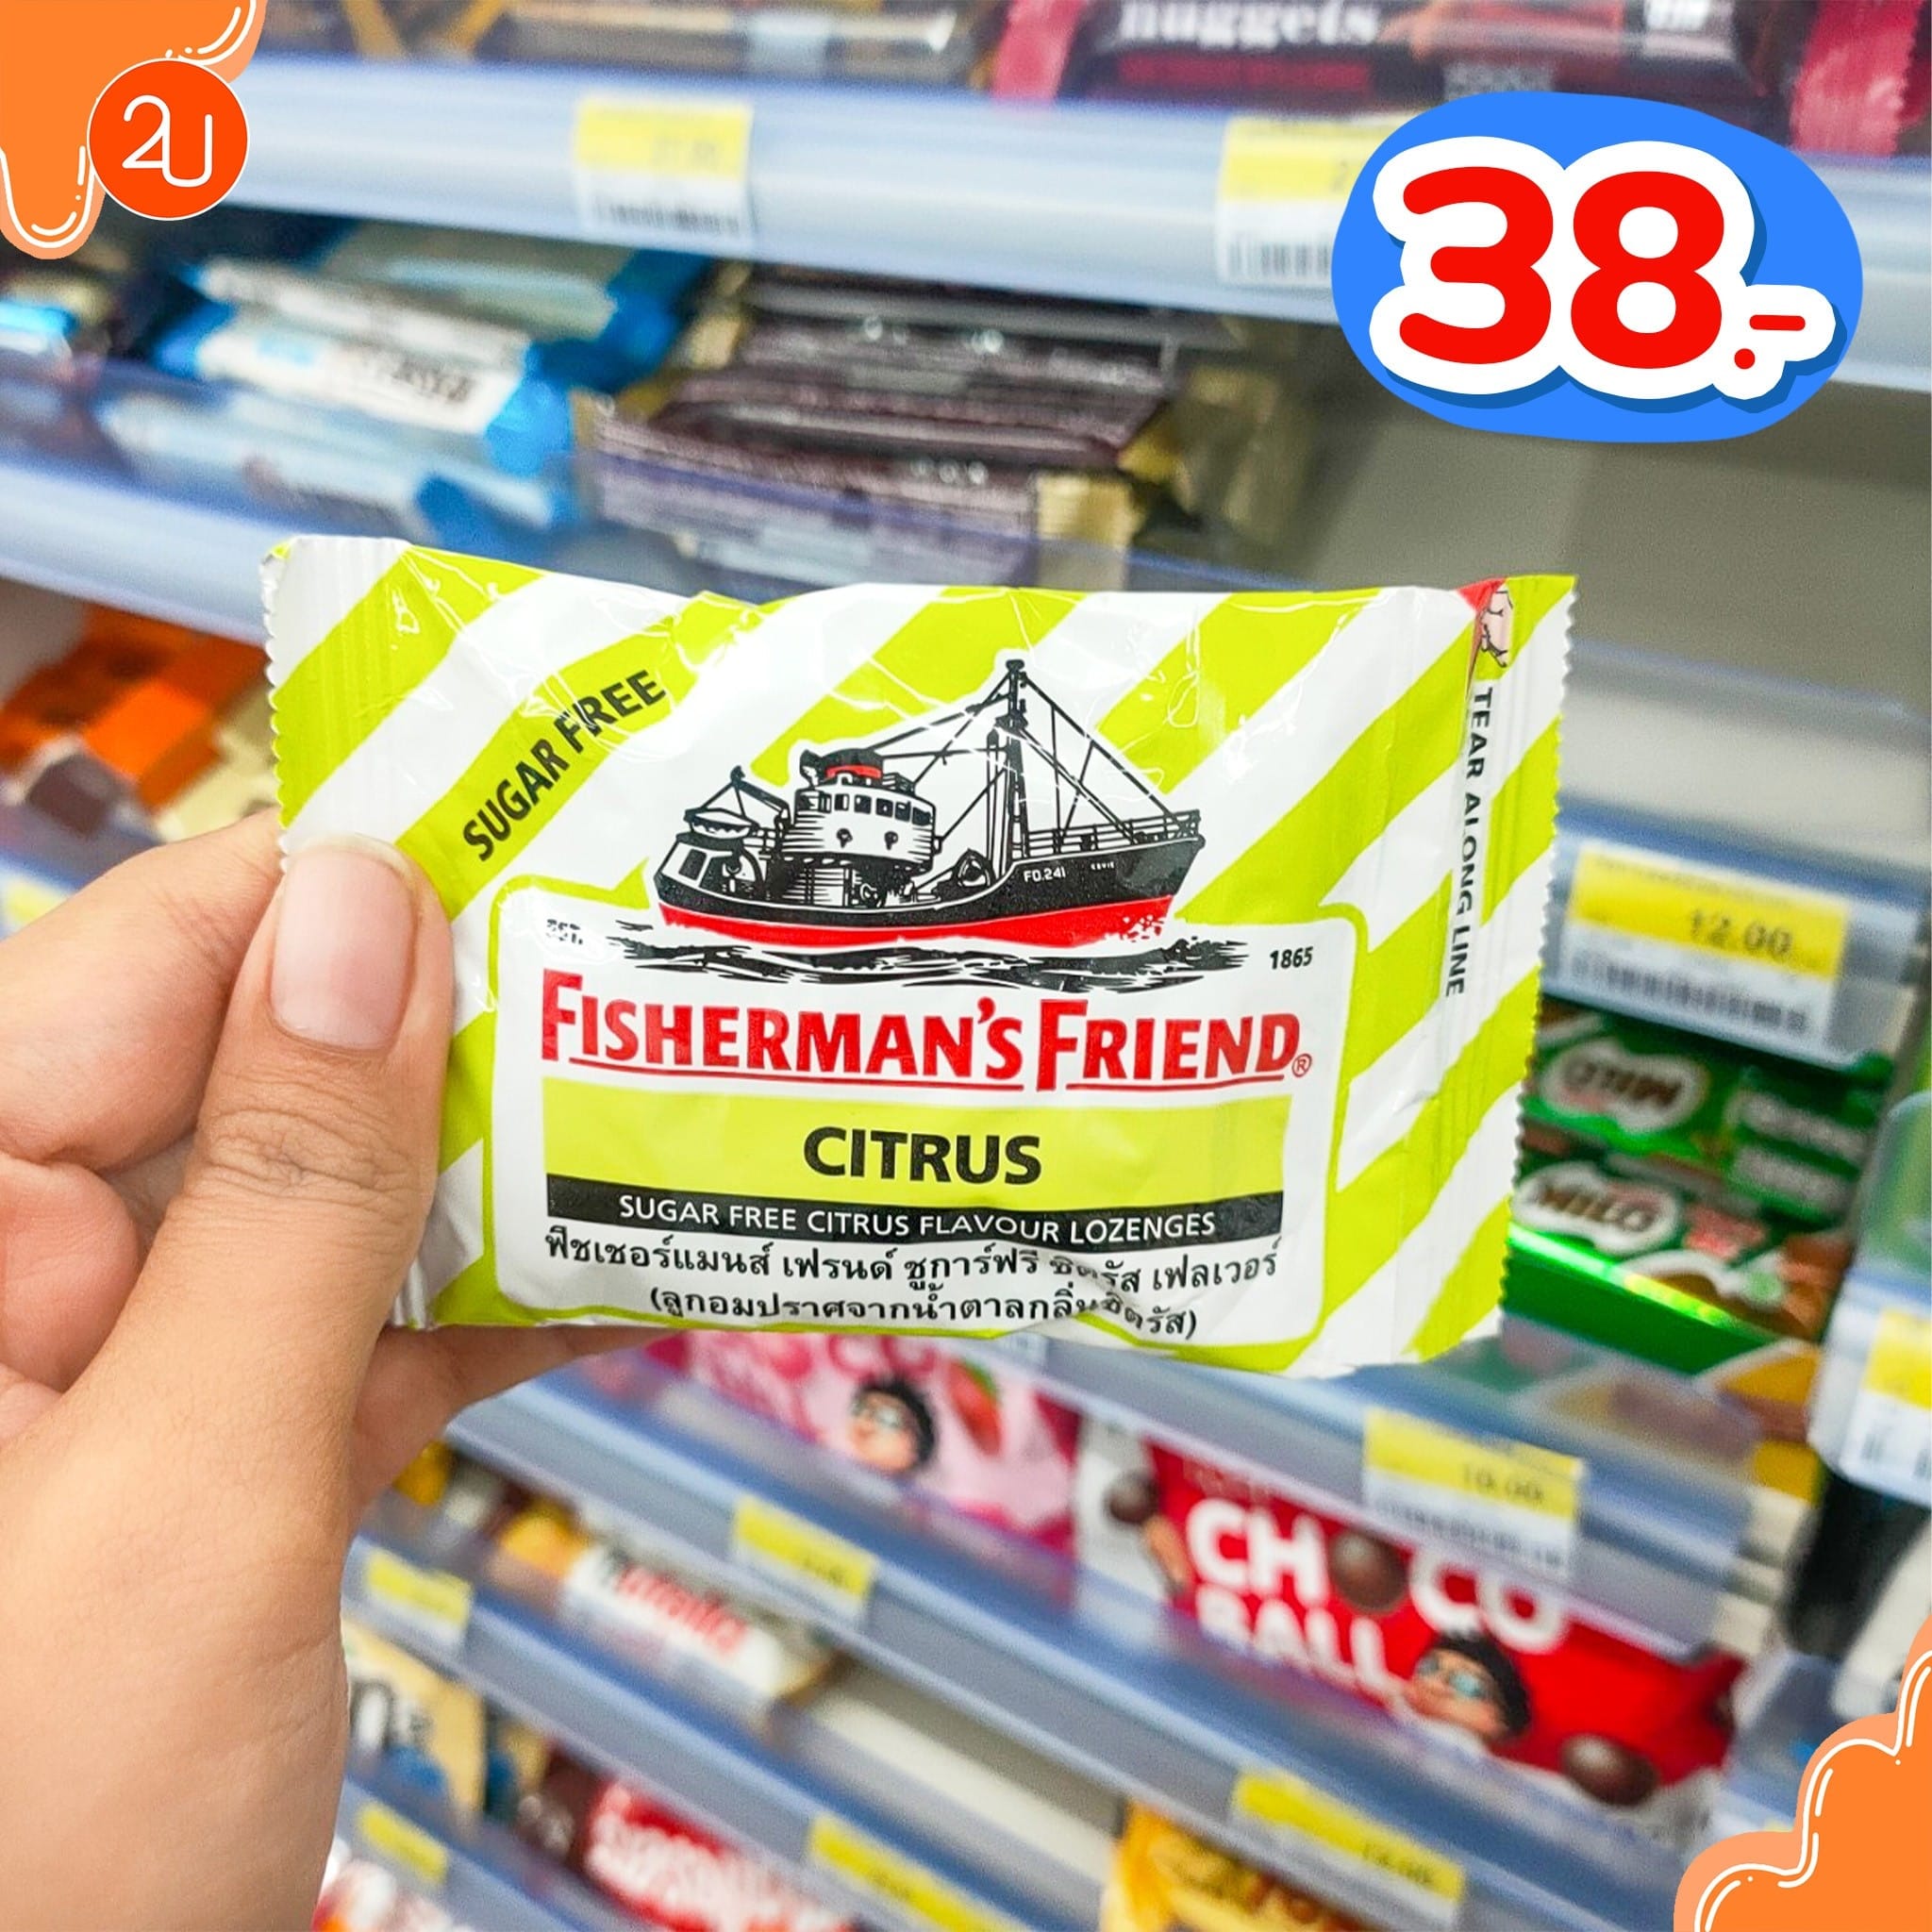 nuggets
2U
38.-
SUGAR FREE
TEAR ALONG LINE
FO.241
EST.
1865
12.00
FISHERMAN'S FRIEND®
CITRUS
SUGAR FREE CITRUS FLAVOUR LOZENGES
ฟิชเชอร์แมนส์ เฟรนด์ ชูการ์ฟรี ซิตรัส เฟลเวอร์
(ลูกอมปราศจากน้ำตาลกลิ่นซิตรัส)
MILO
MILO
CHOCO
BALL